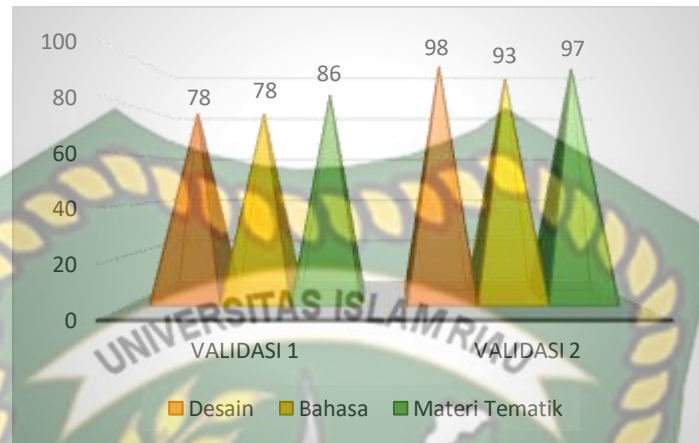 100
80
60
40
20
0
78 78 86 98 93 97
UNIVERSITAS ISLAM RIAU
VALIDASI 1 VALIDASI 2
Desain Bahasa Materi Tematik